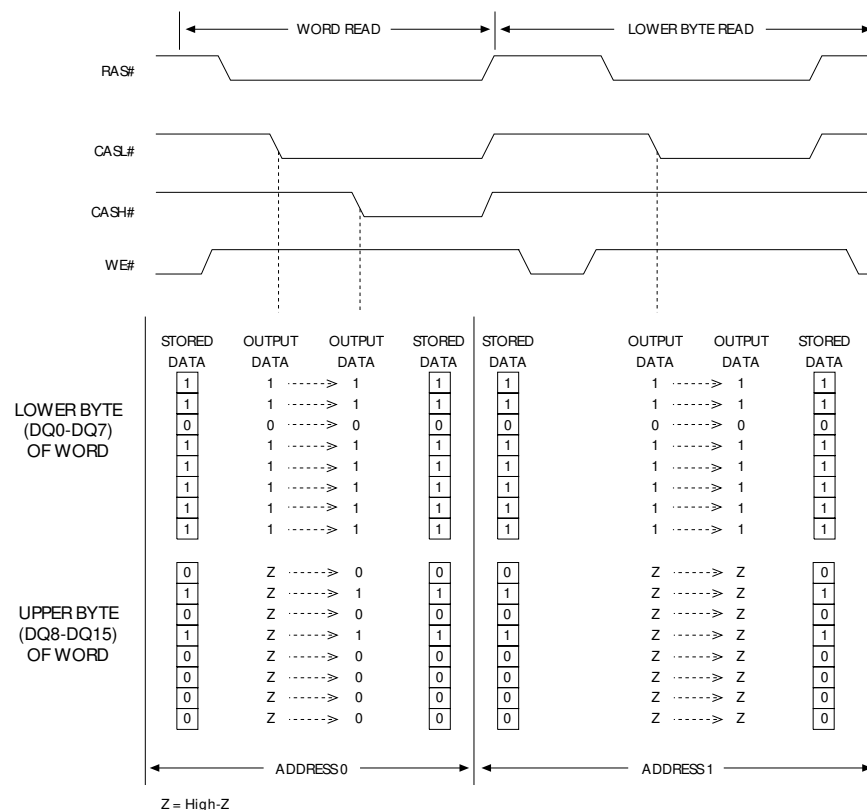 WORD READ LOWER BYTE READ
RAS#
CASL#
CASH#
WE#
STORED OUTPUT OUTPUT STORED STORED OUTPUT OUTPUT STORED
DATA DATA DATA DATA DATA DATA DATA DATA
1 1 1 1 1 1 1 1
1 1 1 1 1 1 1 1
0 0 0 0 0 0 0 0
1 1 1 1 1 1 1 1
1 1 1 1 1 1 1 1
1 1 1 1 1 1 1 1
1 1 1 1 1 1 1 1
1 1 1 1 1 1 1 1
LOWER BYTE
(DQ0-DQ7)
OF WORD
0 Z 0 0 0 Z Z 0
1 Z 1 1 1 Z Z 1
0 Z 0 0 0 Z Z 0
1 Z 1 1 1 Z Z 1
0 Z 0 0 0 Z Z 0
0 Z 0 0 0 Z Z 0
0 Z 0 0 0 Z Z 0
0 Z 0 0 0 Z Z 0
UPPER BYTE
(DQ8-DQ15)
OF WORD
ADDRESS 0 ADDRESS 1
Z = High-Z